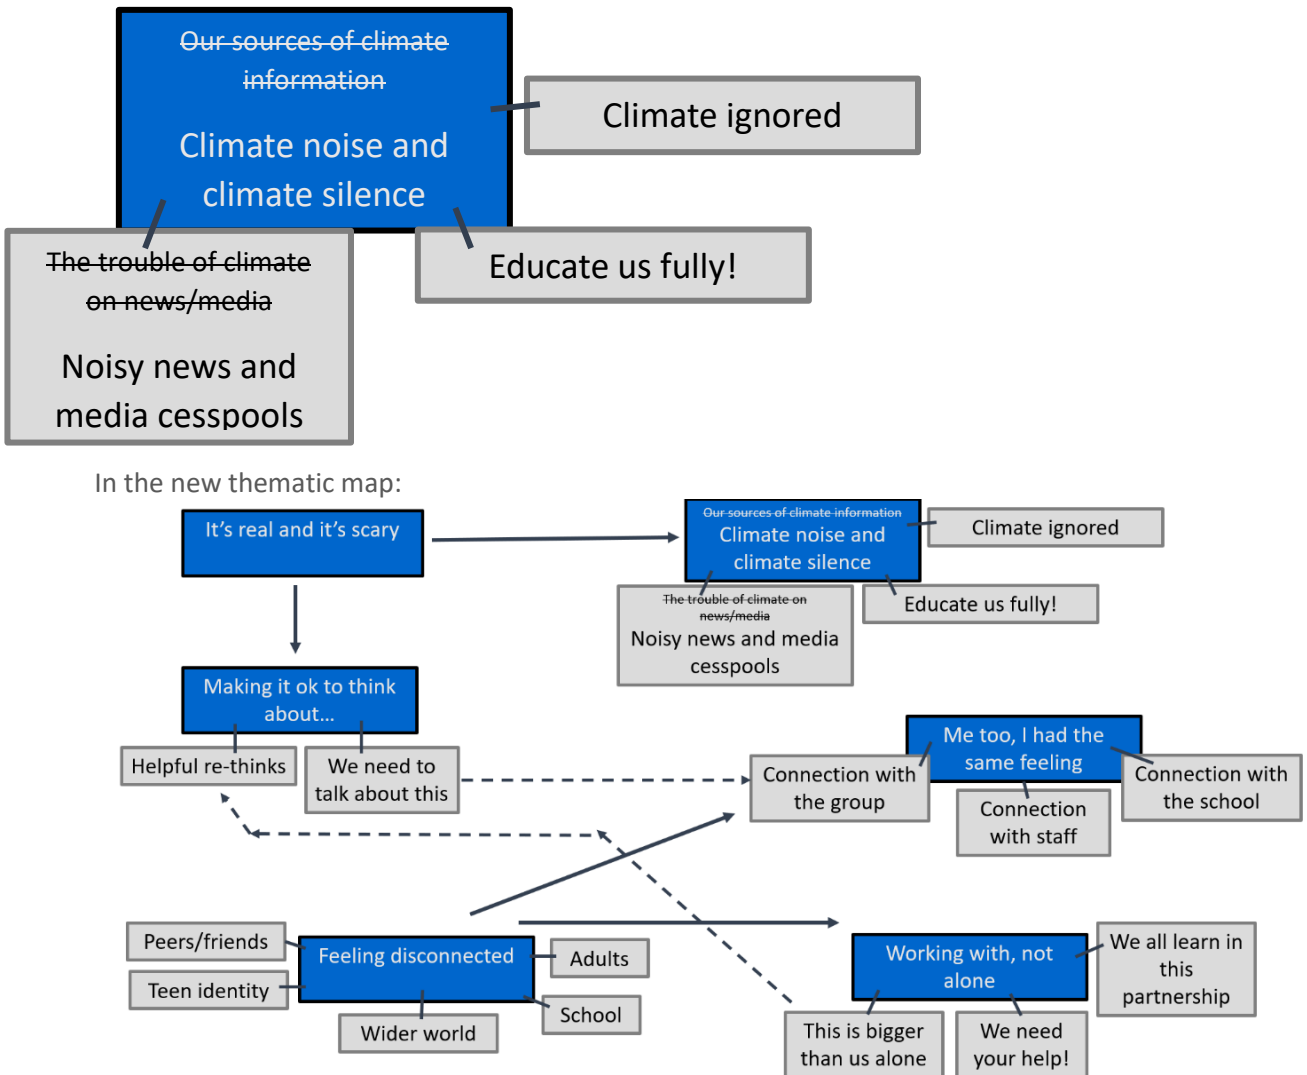 Our sources of climate
information
Climate noise and
climate silence
Climate ignored
Educate us fully!
The trouble of climate
on news/media
Noisy news and
media cesspools
In the new thematic map:
It's real and it's scary
Our sources of climate information
Climate noise and
climate silence
Climate ignored
The trouble of climate on
news/media
Noisy news and media
cesspools
Educate us fully!
Making it ok to think
about...
Helpful re-thinks
We need to
talk about this
Me too, I had the
same feeling
Connection with
the group
Connection
with staff
Connection with
the school
Feeling disconnected
Peers/friends
Teen identity
Wider world
Adults
School
Working with, not
alone
We all learn in
this
partnership
This is bigger
than us alone
We need
your help!